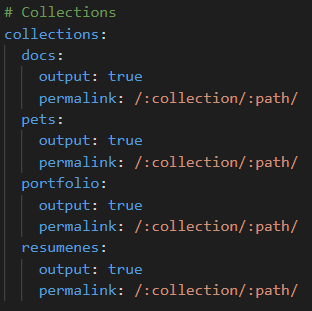 # Collections
collections:
  docs:
    output: true
    permalink: /:collection/:path/
  pets:
    output: true
    permalink: /:collection/:path/
  portfolio:
    output: true
    permalink: /:collection/:path/
  resumenes:
    output: true
    permalink: /:collection/:path/